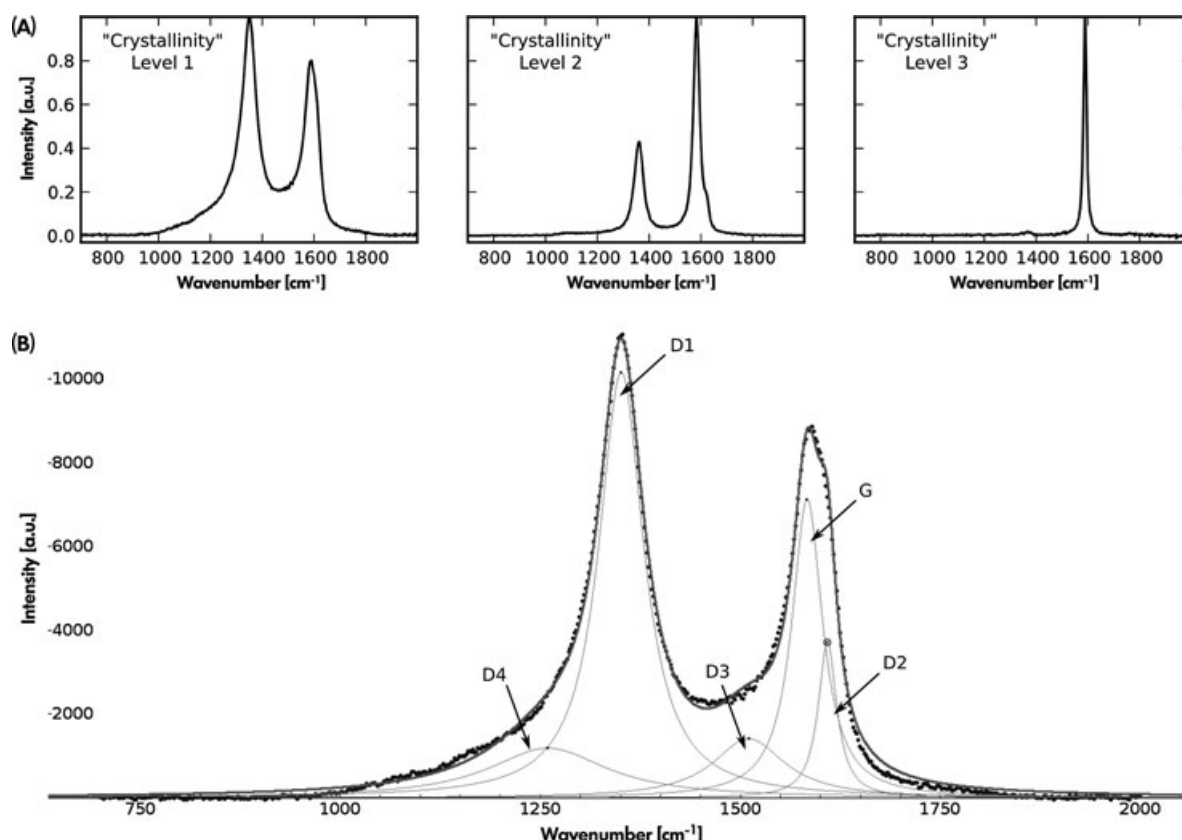 (A)
"Crystallinity"
Level 1
"Crystallinity"
Level 2
"Crystallinity"
Level 3
Intensity [a.u.]
0.8
0.6
0.4
0.2
0.0
800 1000 1200 1400 1600 1800
800 1000 1200 1400 1600 1800
800 1000 1200 1400 1600 1800
Wavenumber [cm-1]
Wavenumber [cm-1]
Wavenumber [cm-1]
(B)
D1
-10000
-8000
G
Intensity [a.u.]
-6000
-4000
D4
D3
D2
-2000
750 1000 1250 1500 1750 2000
Wavenumber [cm-1]